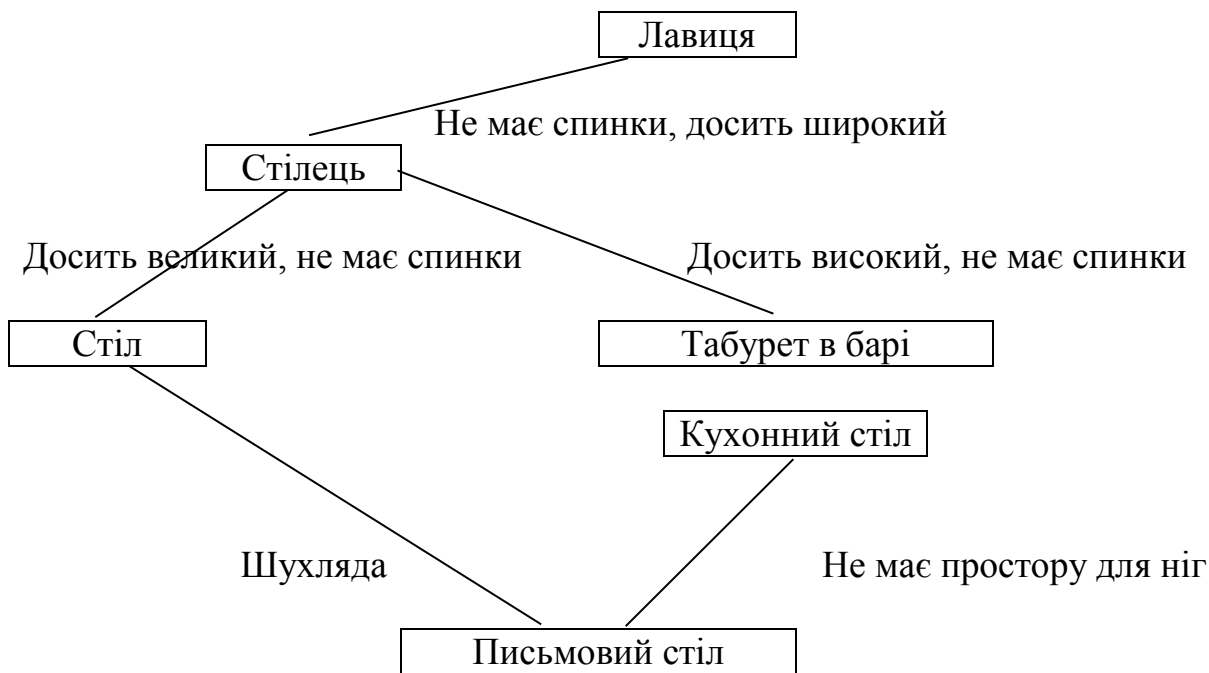 Лавиця
Не має спинки, досить широкий
Стілець
Досить великий, не має спинки
Досить високий, не має спинки
Стіл
Табурет в барі
Кухонний стіл
Шухляда
Не має простору для ніг
Письмовий стіл